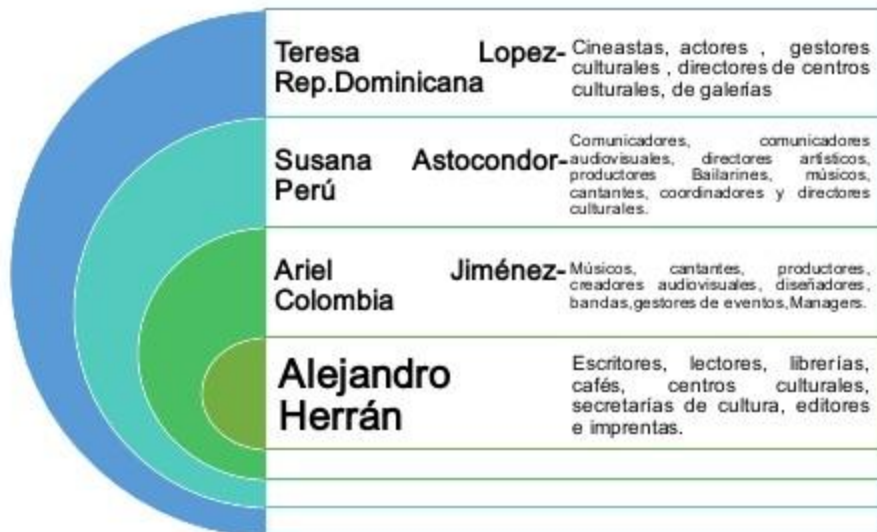 Teresa Lopez-
Rep.Dominicana
Cineastas, actores , gestores
culturales , directores de centros
culturales, de galerías
Susana Astocondor-
Perú
Comunicadores, comunicadores
audiovisuales, directores artísticos,
productores Bailarines, músicos,
cantantes, coordinadores y directores
culturales.
Ariel Jiménez-
Colombia
Músicos, cantantes, productores,
creadores audiovisuales, diseñadores,
bandas,gestores de eventos,Managers.
Alejandro
Herrán
Escritores, lectores, librerías,
cafés, centros culturales,
secretarías de cultura, editores
e imprentas.